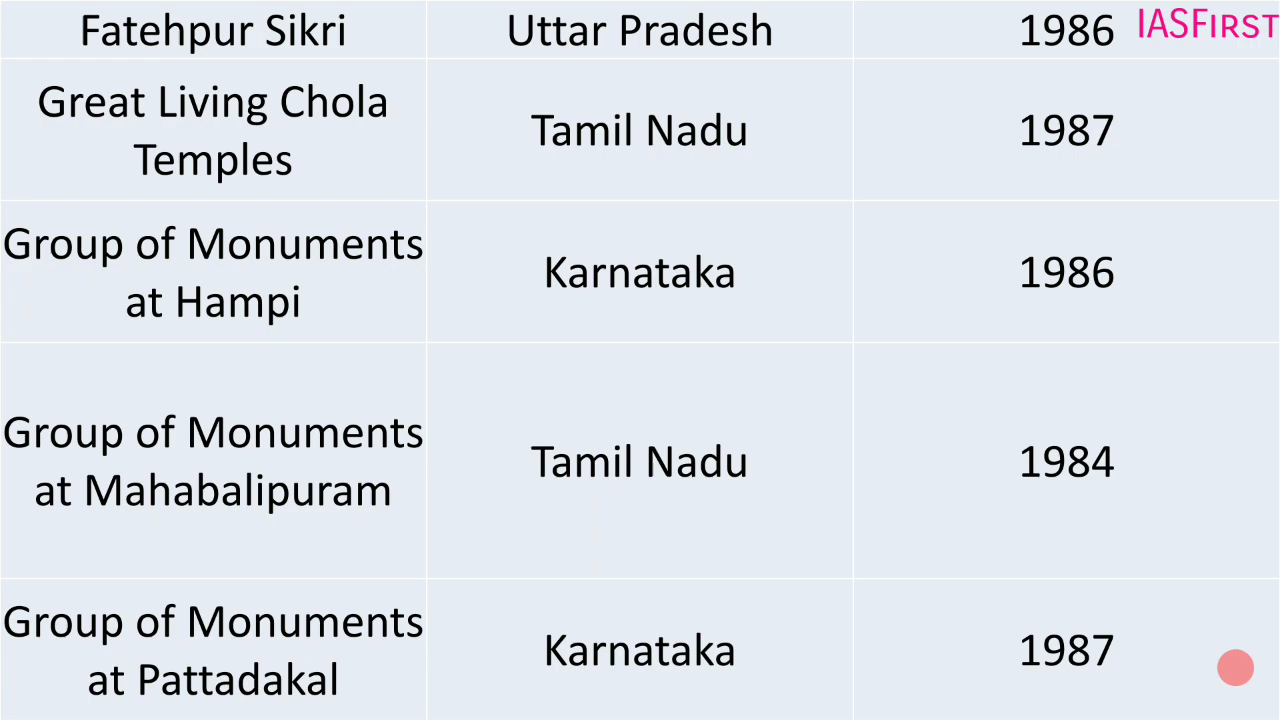 Fatehpur Sikri
Uttar Pradesh
1986
IASFIRST
Great Living Chola
Temples
Tamil Nadu
1987
Group of Monuments
at Hampi
Karnataka
1986
Group of Monuments
at Mahabalipuram
Tamil Nadu
1984
Group of Monuments
at Pattadakal
Karnataka
1987